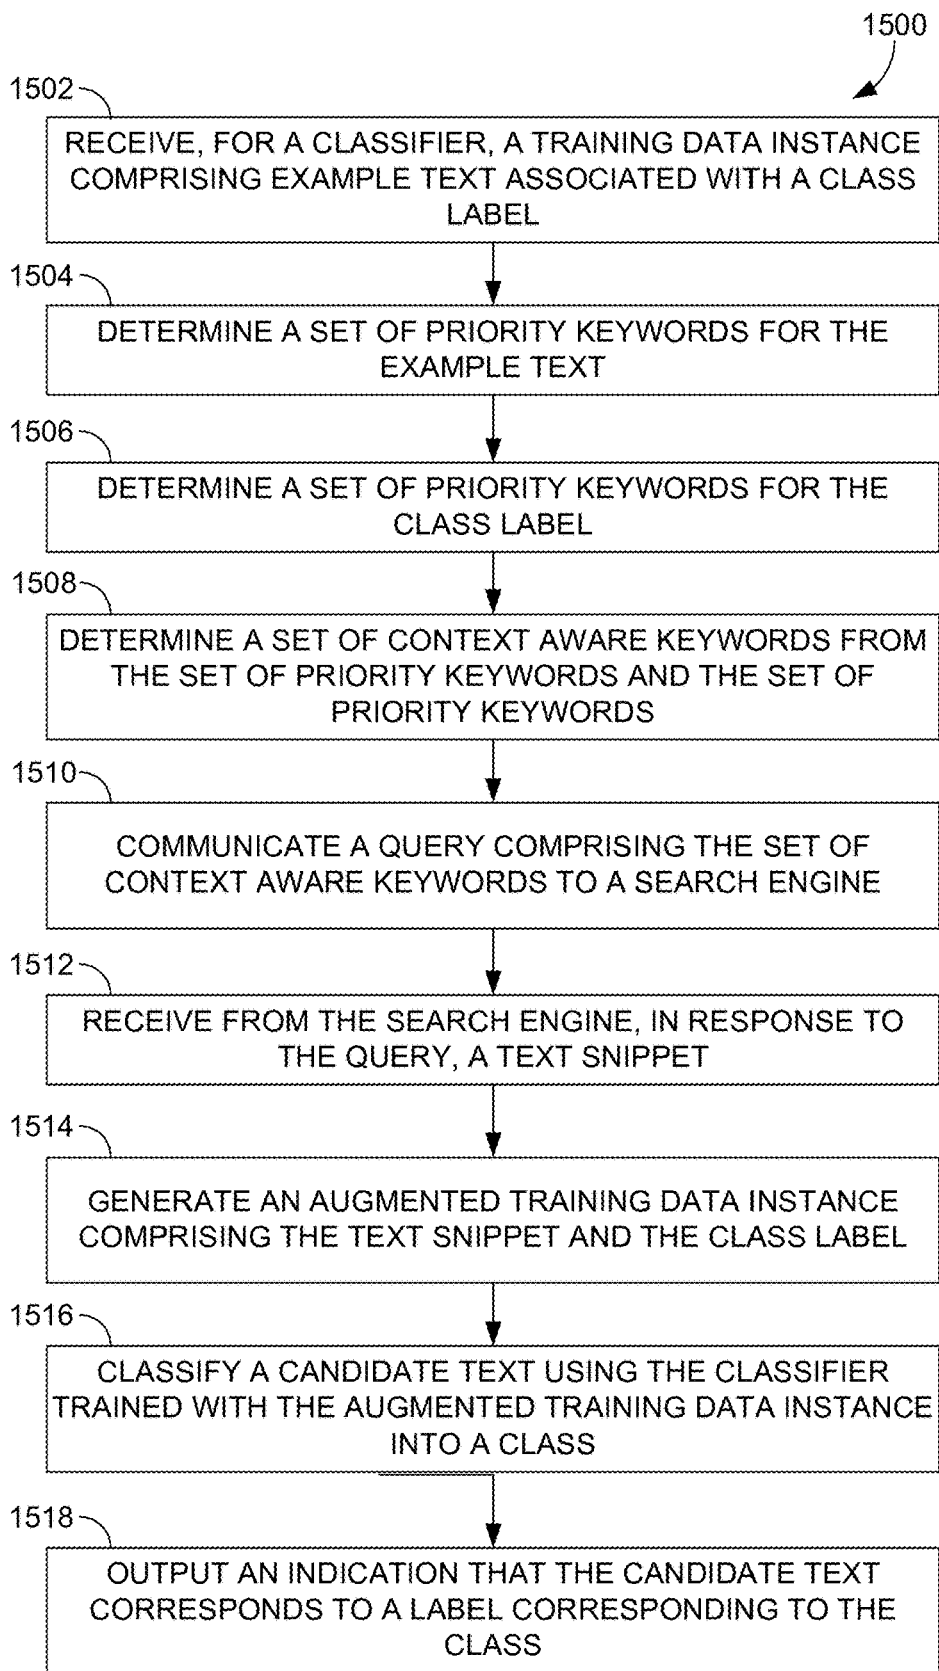 1500
1502
RECEIVE, FOR A CLASSIFIER, A TRAINING DATA INSTANCE
COMPRISING EXAMPLE TEXT ASSOCIATED WITH A CLASS
LABEL
1504
DETERMINE A SET OF PRIORITY KEYWORDS FOR THE
EXAMPLE TEXT
1506
DETERMINE A SET OF PRIORITY KEYWORDS FOR THE
CLASS LABEL
1508
DETERMINE A SET OF CONTEXT AWARE KEYWORDS FROM
THE SET OF PRIORITY KEYWORDS AND THE SET OF
PRIORITY KEYWORDS
1510
COMMUNICATE A QUERY COMPRISING THE SET OF
CONTEXT AWARE KEYWORDS TO A SEARCH ENGINE
1512
RECEIVE FROM THE SEARCH ENGINE, IN RESPONSE TO
THE QUERY, A TEXT SNIPPET
1514
GENERATE AN AUGMENTED TRAINING DATA INSTANCE
COMPRISING THE TEXT SNIPPET AND THE CLASS LABEL
1516
CLASSIFY A CANDIDATE TEXT USING THE CLASSIFIER
TRAINED WITH THE AUGMENTED TRAINING DATA INSTANCE
INTO A CLASS
1518
OUTPUT AN INDICATION THAT THE CANDIDATE TEXT
CORRESPONDS TO A LABEL CORRESPONDING TO THE
CLASS